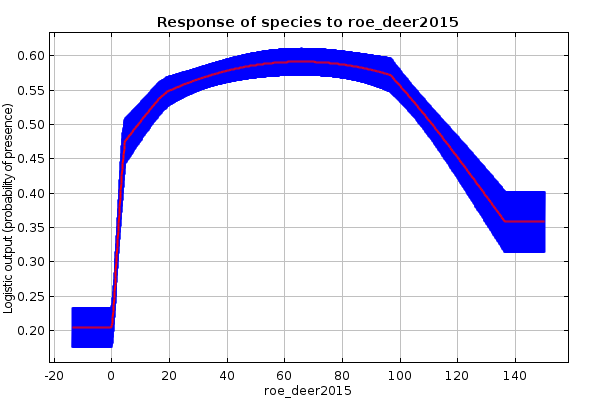 Response of species to roe_deer2015
Logistic output (probability of presence)
0.60
0.55
0.50
0.45
0.40
0.35
0.30
0.25
0.20
-20 0 20 40 60 80 100 120 140
roe_deer2015